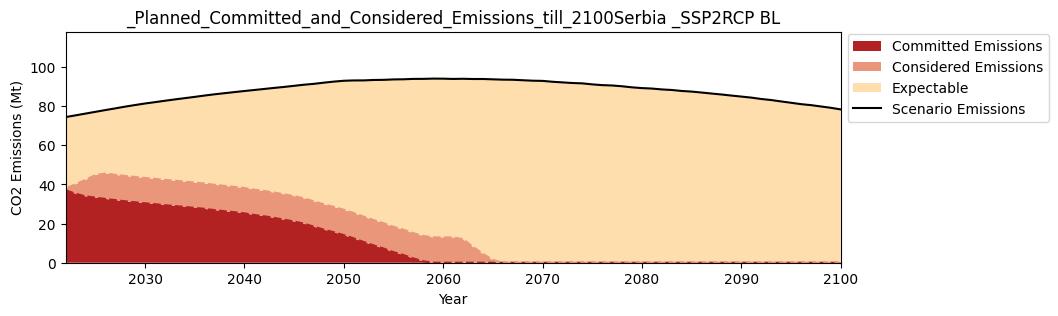 _Planned_Committed_and_Considered_Emissions_till_2100Serbia _SSP2RCP BL
CO2 Emissions (Mt)
100
80
60
40
20
0
2030 2040 2050 2060 2070 2080 2090 2100
Year
Committed Emissions
Considered Emissions
Expectable
Scenario Emissions